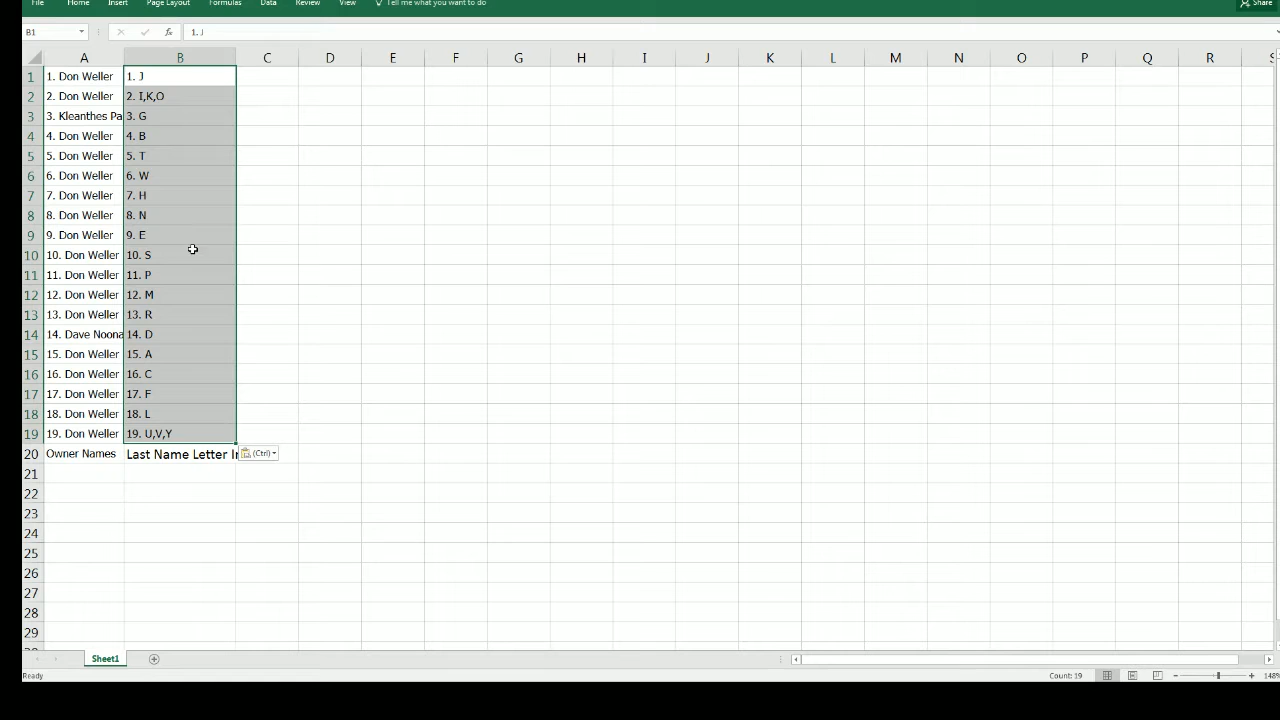 File Home Insert Page Layout Formulas Data Review View Tell me what you want to do Share
B1 fx 1. J
A B C D E F G H I J K L M N O P Q R S
1 1. Don Weller 1. J
2 2. Don Weller 2. I,K,O
3 3. Kleanthes Pa 3. G
4 4. Don Weller 4. B
5 5. Don Weller 5. T
6 6. Don Weller 6. W
7 7. Don Weller 7. H
8 8. Don Weller 8. N
9 9. Don Weller 9. E
10 10. Don Weller 10. S
11 11. Don Weller 11. P
12 12. Don Weller 12. M
13 13. Don Weller 13. R
14 14. Dave Noona 14. D
15 15. Don Weller 15. A
16 16. Don Weller 16. C
17 17. Don Weller 17. F
18 18. Don Weller 18. L
19 19. Don Weller 19. U,V,Y
20 Owner Names Last Name Letter In (Ctrl)
21
22
23
24
25
26
27
28
29
Sheet1
Ready Count: 19 148%